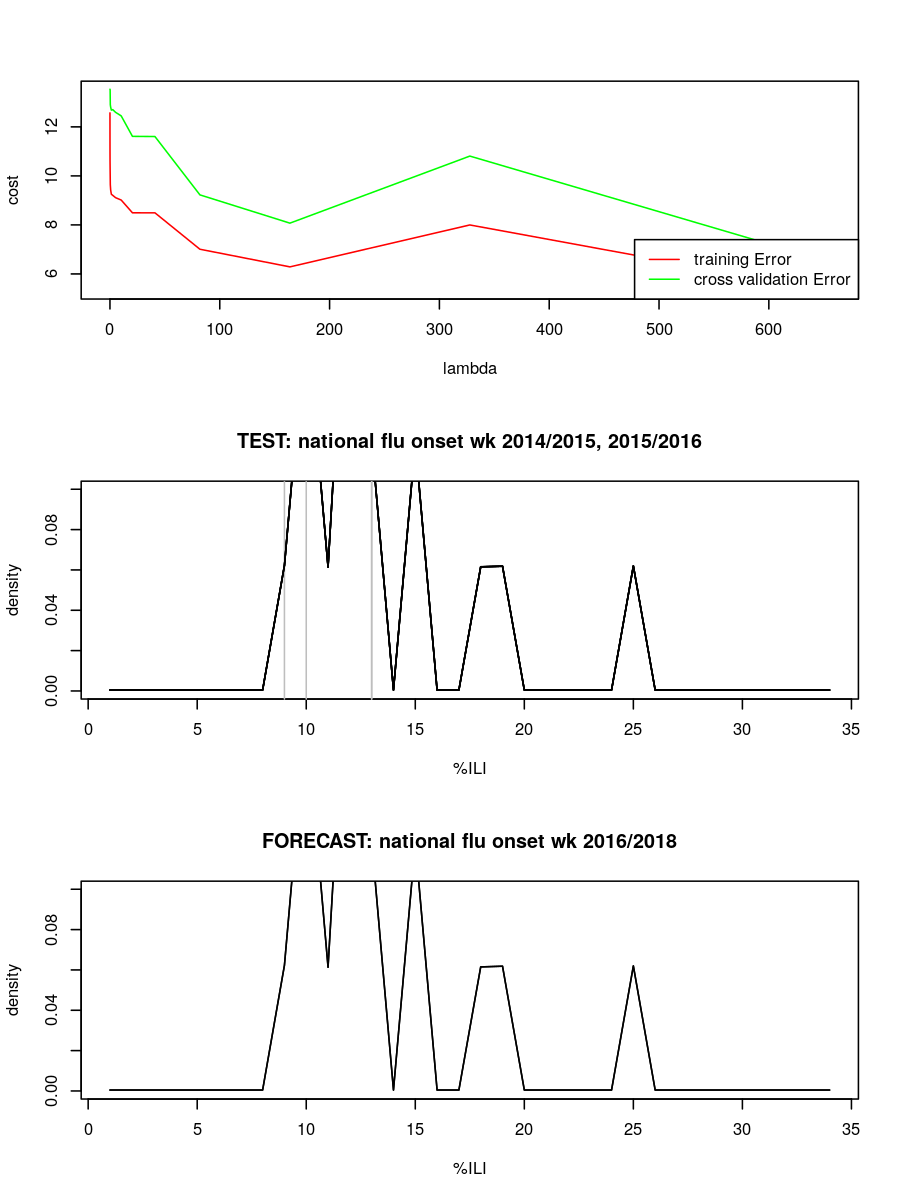 cost
12
10
8
6
training Error
cross validation Error
0 100 200 300 400 500 600
lambda
TEST: national flu onset wk 2014/2015, 2015/2016
density
0.08
0.04
0.00
0 5 10 15 20 25 30 35
%ILI
FORECAST: national flu onset wk 2016/2018
density
0.08
0.04
0.00
0 5 10 15 20 25 30 35
%ILI